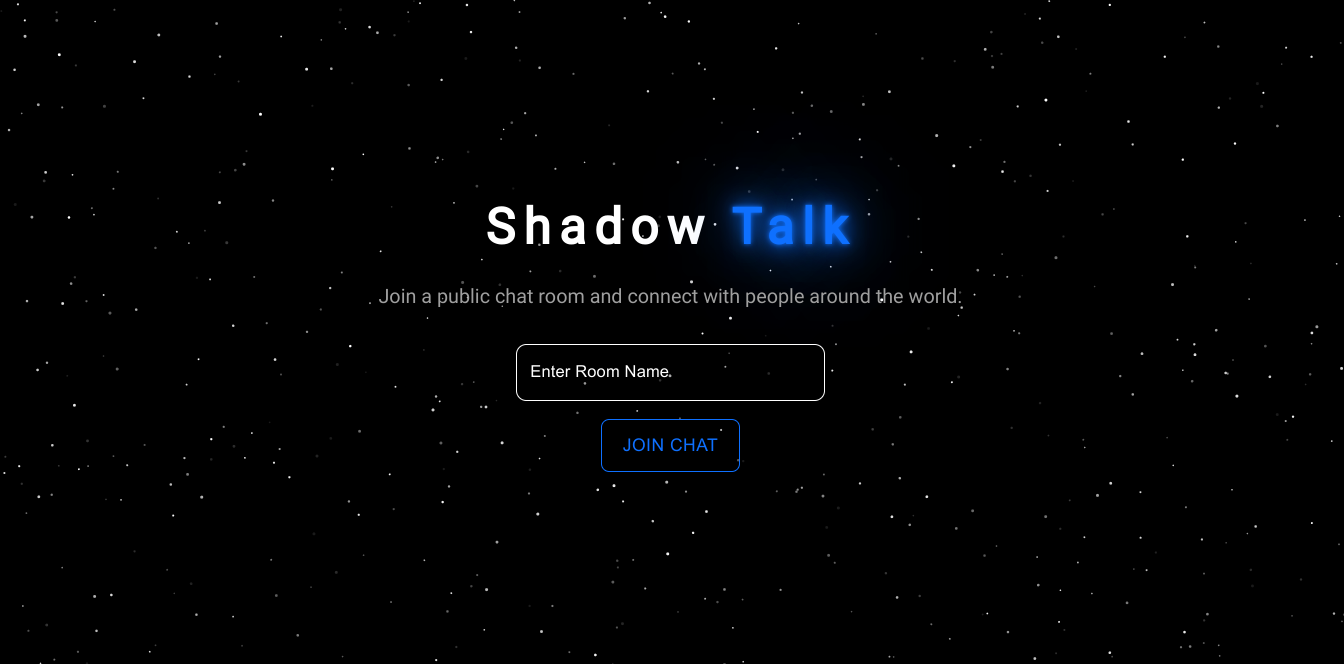 Shadow Talk
Join a public chat room and connect with people around the world.
Enter Room Name
JOIN CHAT